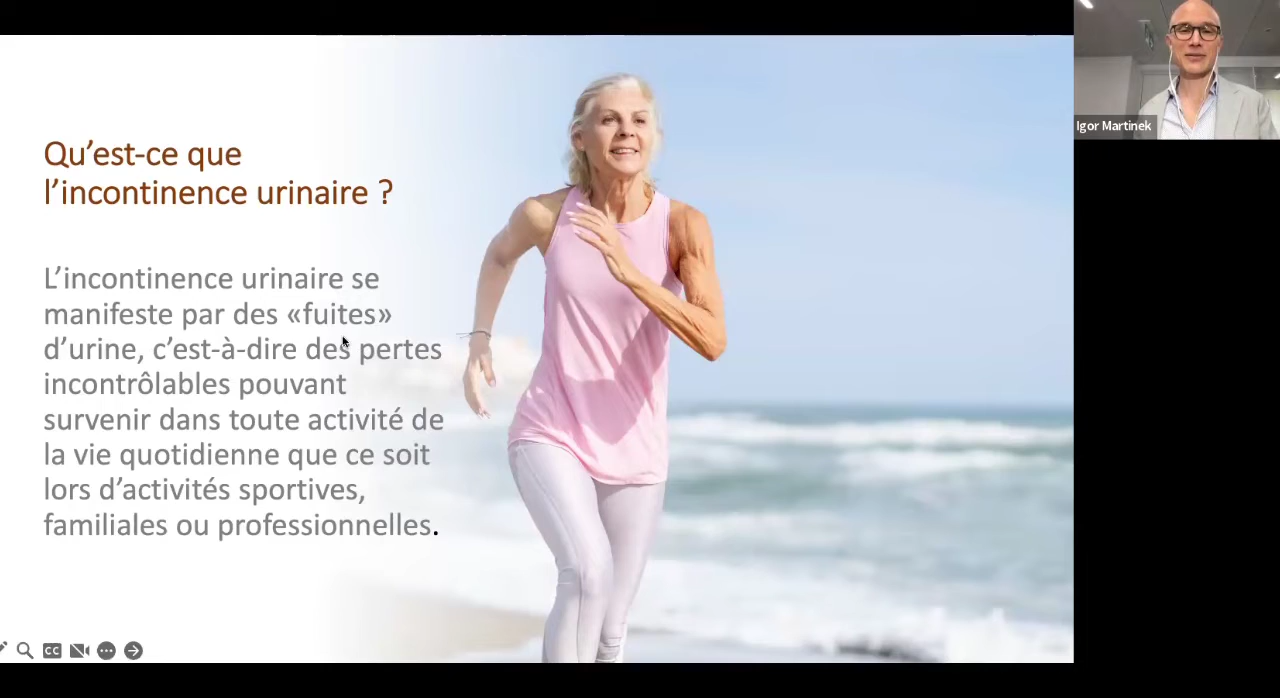 Qu’est-ce que
l’incontinence urinaire ?
L’incontinence urinaire se
manifeste par des «fuites»
d’urine, c’est-à-dire des pertes
incontrôlables pouvant
survenir dans toute activité de
la vie quotidienne que ce soit
lors d’activités sportives,
familiales ou professionnelles.
Igor Martinek
CC